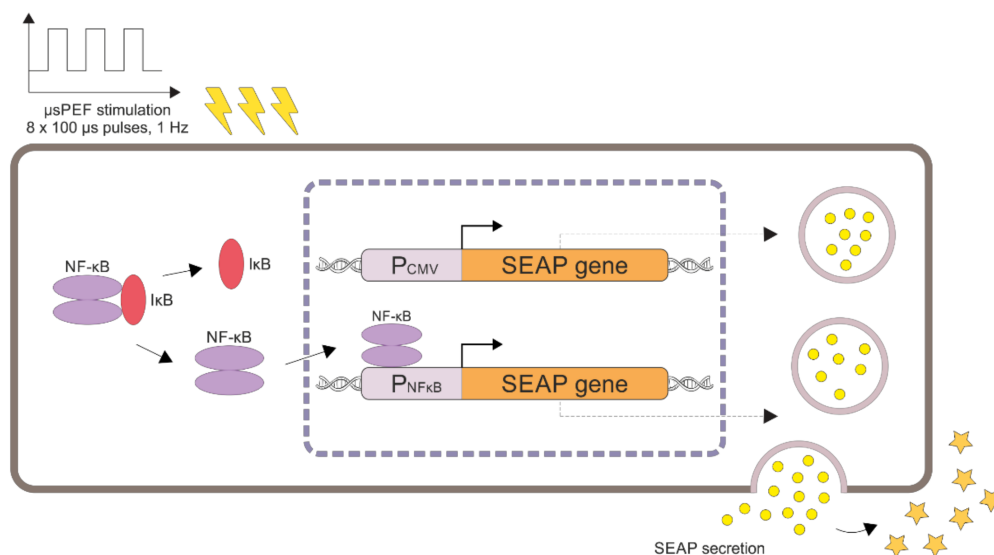 µsPEF stimulation
8 x 100 µs pulses, 1 Hz
NF-κB
IκB
IκB
NF-κB
PCMV
SEAP gene
NF-κB
PNFκB
SEAP gene
SEAP secretion